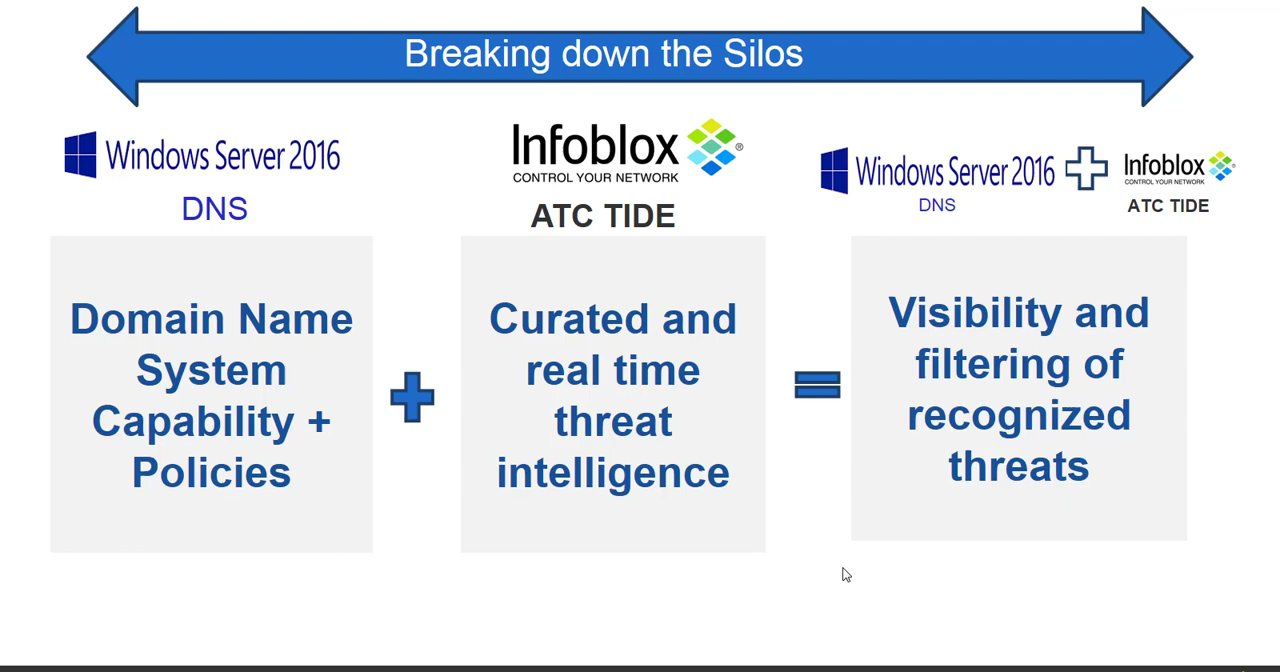 Breaking down the Silos
Windows Server 2016
DNS
Infoblox
CONTROL YOUR NETWORK
®
ATC TIDE
Windows Server 2016
DNS
Infoblox
CONTROL YOUR NETWORK
®
ATC TIDE
Domain Name
System
Capability +
Policies
Curated and
real time
threat
intelligence
Visibility and
filtering of
recognized
threats